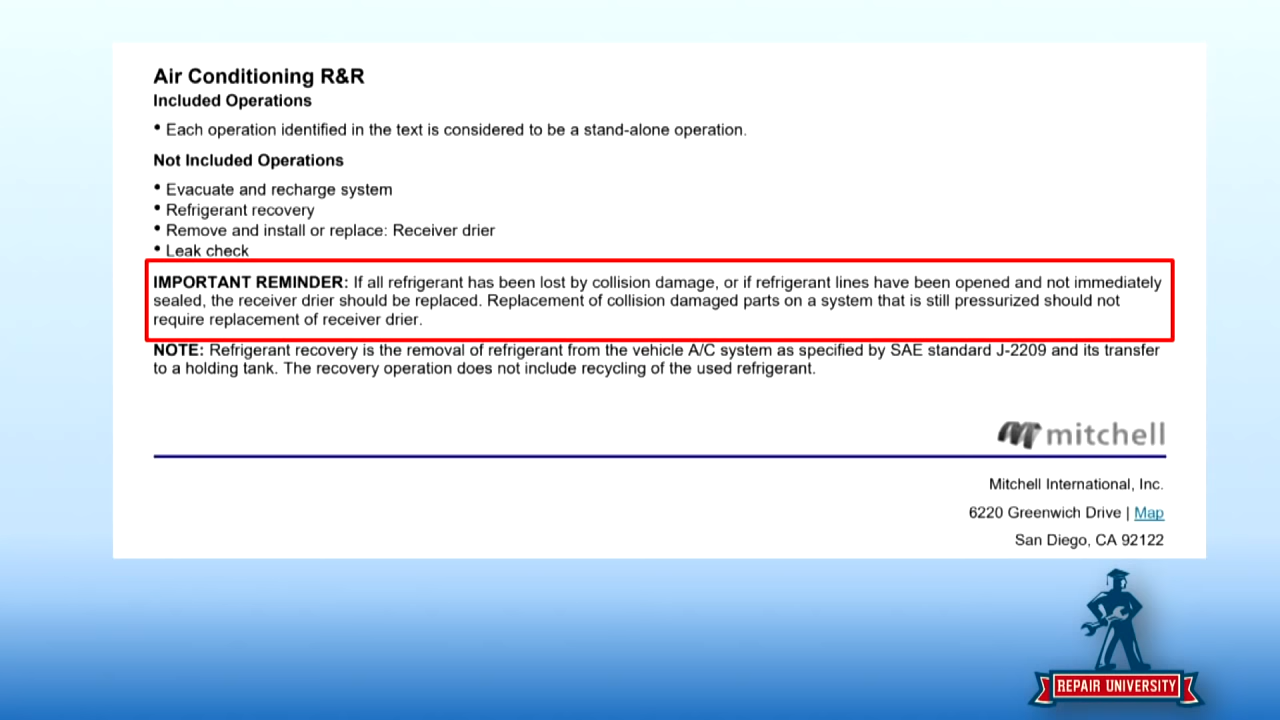 Air Conditioning R&R
Included Operations
• Each operation identified in the text is considered to be a stand-alone operation.
Not Included Operations
• Evacuate and recharge system
• Refrigerant recovery
• Remove and install or replace: Receiver drier
• Leak check
IMPORTANT REMINDER: If all refrigerant has been lost by collision damage, or if refrigerant lines have been opened and not immediately
sealed, the receiver drier should be replaced. Replacement of collision damaged parts on a system that is still pressurized should not
require replacement of receiver drier.
NOTE: Refrigerant recovery is the removal of refrigerant from the vehicle A/C system as specified by SAE standard J-2209 and its transfer
to a holding tank. The recovery operation does not include recycling of the used refrigerant.
mitchell
Mitchell International, Inc.
6220 Greenwich Drive | Map
San Diego, CA 92122
REPAIR UNIVERSITY